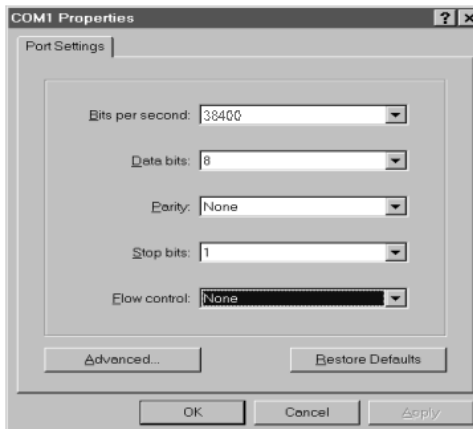 COM1 Properties
Port Settings
Bits per second: 38400
Data bits: 8
Parity: None
Stop bits: 1
Flow control: None
Advanced... Restore Defaults
OK Cancel Apply